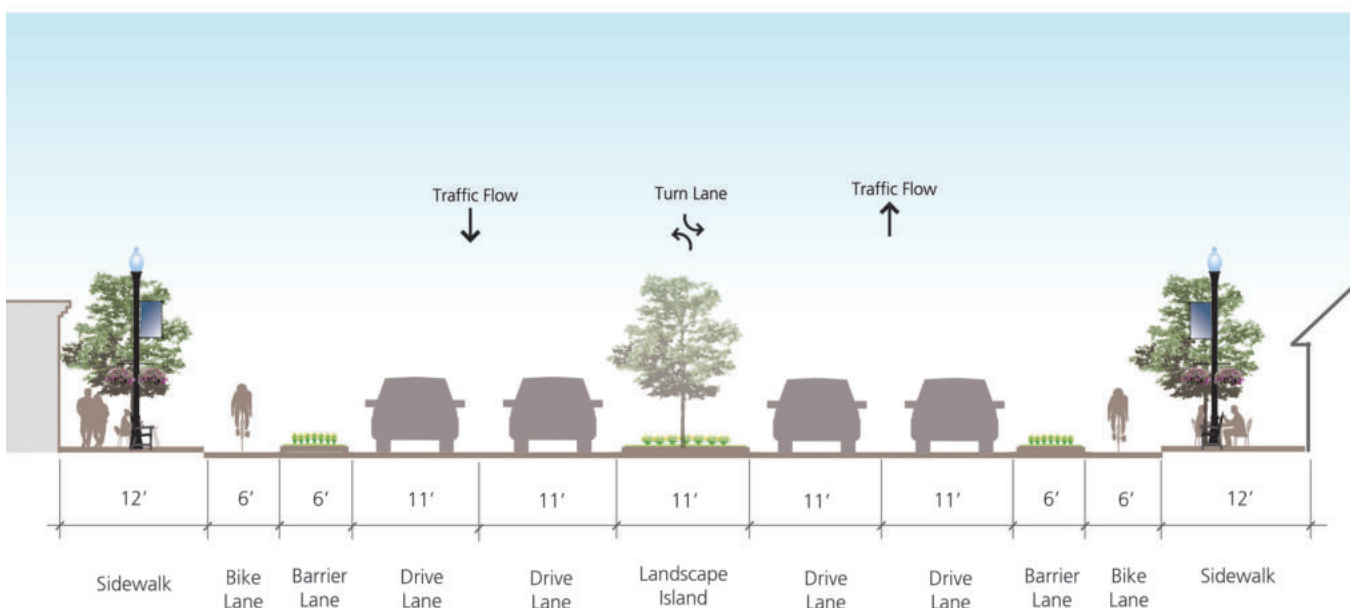 Traffic Flow
Turn Lane
Traffic Flow
12’ 6’ 6’ 11’ 11’ 11’ 11’ 11’ 6’ 6’ 12’
Sidewalk
Bike
Lane
Barrier
Lane
Drive
Lane
Drive
Lane
Landscape
Island
Drive
Lane
Drive
Lane
Barrier
Lane
Bike
Lane
Sidewalk